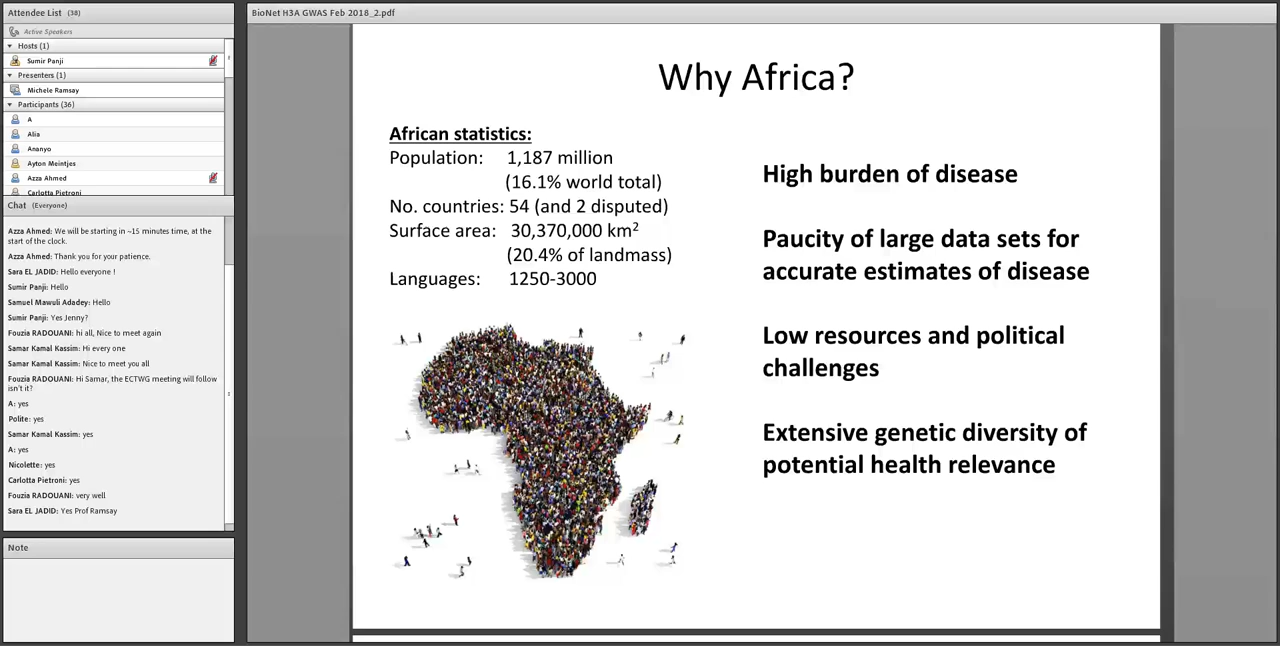 Attendee List (38)
Active Speakers
Hosts (1)
Sumir Panji
Presenters (1)
Michele Ramsay
Participants (36)
A
Alia
Ananyo
Ayton Meintjes
Azza Ahmed
Carlotta Pietroni
Chat (Everyone)
Azza Ahmed: We will be starting in ~15 minutes time, at the
start of the clock.
Azza Ahmed: Thank you for your patience.
Sara EL JADID: Hello everyone !
Sumir Panji: Hello
Samuel Mawuli Adadey: Hello
Sumir Panji: Yes Jenny?
Fouzia RADOUANI: hi all, Nice to meet again
Samar Kamal Kassim: Hi every one
Samar Kamal Kassim: Nice to meet you all
Fouzia RADOUANI: Hi Samar, the ECTWG meeting will follow
isn't it?
A: yes
Polite: yes
Samar Kamal Kassim: yes
A: yes
Nicolette: yes
Carlotta Pietroni: yes
Fouzia RADOUANI: very well
Sara EL JADID: Yes Prof Ramsay
Note
BioNet H3A GWAS Feb 2018_2.pdf
Why Africa?
African statistics:
Population: 1,187 million
(16.1% world total)
No. countries: 54 (and 2 disputed)
Surface area: 30,370,000 km²
(20.4% of landmass)
Languages: 1250-3000
High burden of disease
Paucity of large data sets for
accurate estimates of disease
Low resources and political
challenges
Extensive genetic diversity of
potential health relevance